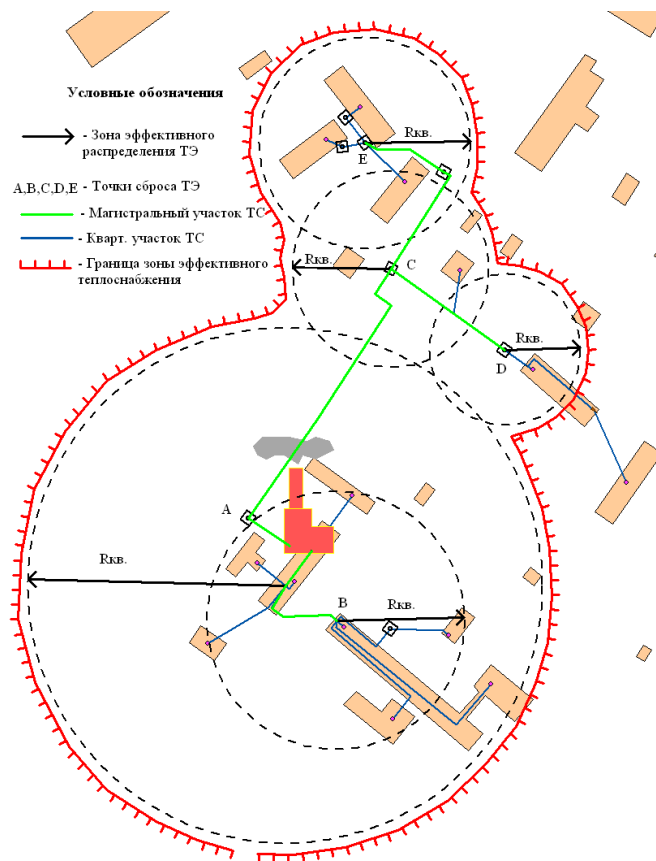 Условные обозначения
- Зона эффективного
распределения ТЭ
A,B,C,D,E - Точки сброса ТЭ
- Магистральный участок ТС
- Кварт. участок ТС
- Граница зоны эффективного
теплоснабжения
Rкв.
E
Rкв.
C
Rкв.
D
A
Rкв.
B
Rкв.